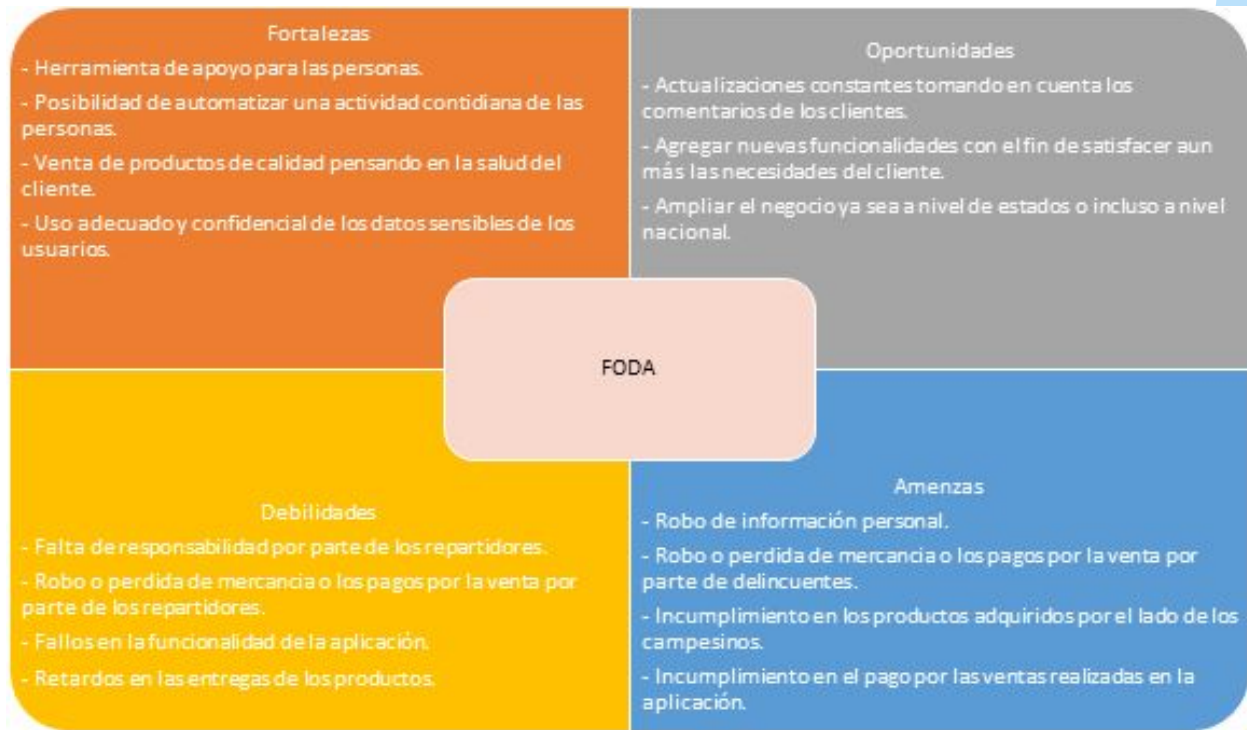 Fortalezas
- Herramienta de apoyo para las personas.
- Posibilidad de automatizar una actividad contidiana de las
personas.
- Venta de productos de calidad pensando en la salud del
cliente.
- Uso adecuado y confidencial de los datos sensibles de los
usuarios.
Oportunidades
- Actualizaciones constantes tomando en cuenta los
comentarios de los clientes.
- Agregar nuevas funcionalidades con el fin de satisfacer aun
más las necesidades del cliente.
- Ampliar el negocio ya sea a nivel de estados o incluso a nivel
nacional.
FODA
Debilidades
- Falta de responsabilidad por parte de los repartidores.
- Robo o perdida de mercancia o los pagos por la venta por
parte de los repartidores.
- Fallos en la funcionalidad de la aplicación.
- Retardos en las entregas de los productos.
Amenzas
- Robo de información personal.
- Robo o perdida de mercancia o los pagos por la venta por
parte de delincuentes.
- Incumplimiento en los productos adquiridos por el lado de los
campesinos.
- Incumplimiento en el pago por las ventas realizadas en la
aplicación.